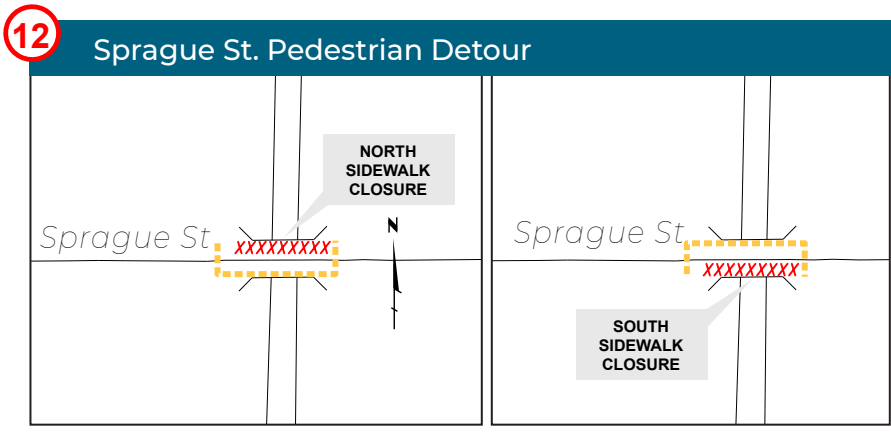 12
Sprague St. Pedestrian Detour
NORTH
SIDEWALK
CLOSURE
N
Sprague St
XXXXXXXXX
Sprague St
XXXXXXXXX
SOUTH
SIDEWALK
CLOSURE